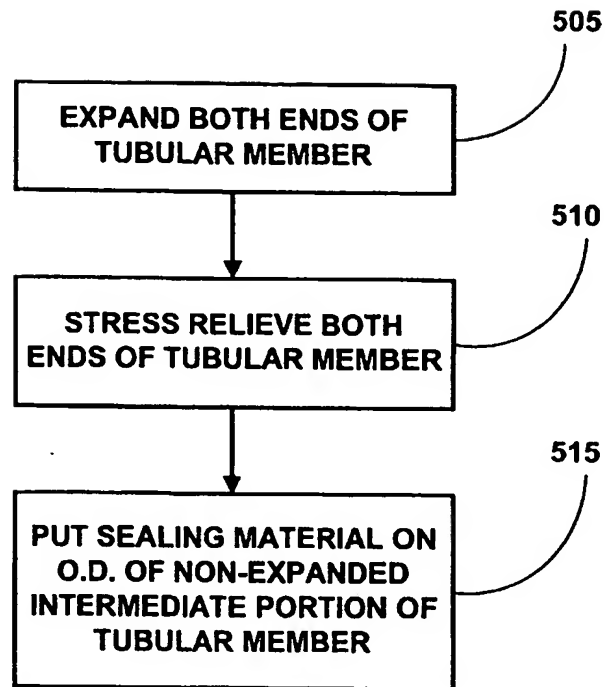 505
EXPAND BOTH ENDS OF
TUBULAR MEMBER
510
STRESS RELIEVE BOTH
ENDS OF TUBULAR MEMBER
515
PUT SEALING MATERIAL ON
O.D. OF NON-EXPANDED
INTERMEDIATE PORTION OF
TUBULAR MEMBER